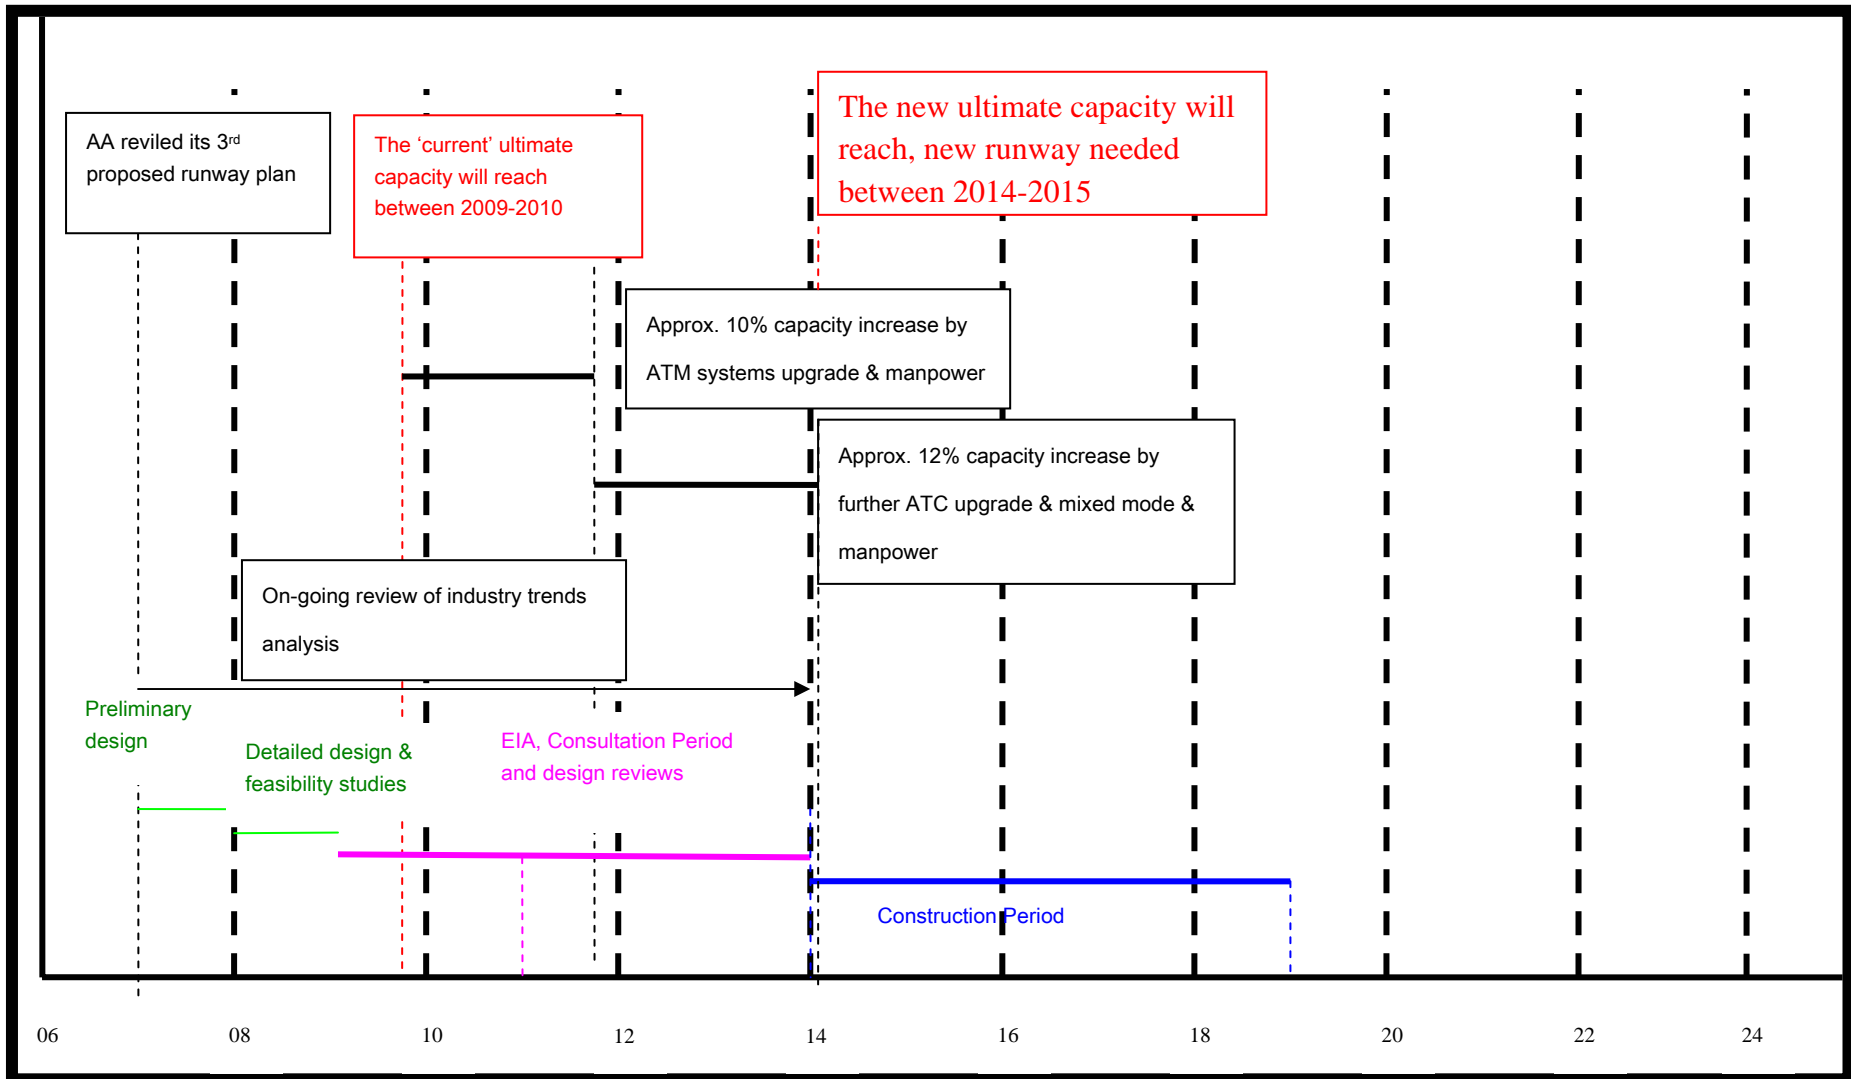 AA reviled its 3rd
proposed runway plan
The ‘current’ ultimate
capacity will reach
between 2009-2010
The new ultimate capacity will
reach, new runway needed
between 2014-2015
Approx. 10% capacity increase by
ATM systems upgrade & manpower
Approx. 12% capacity increase by
further ATC upgrade & mixed mode &
manpower
On-going review of industry trends
analysis
Preliminary
design
Detailed design &
feasibility studies
EIA, Consultation Period
and design reviews
Construction Period
06 08 10 12 14 16 18 20 22 24